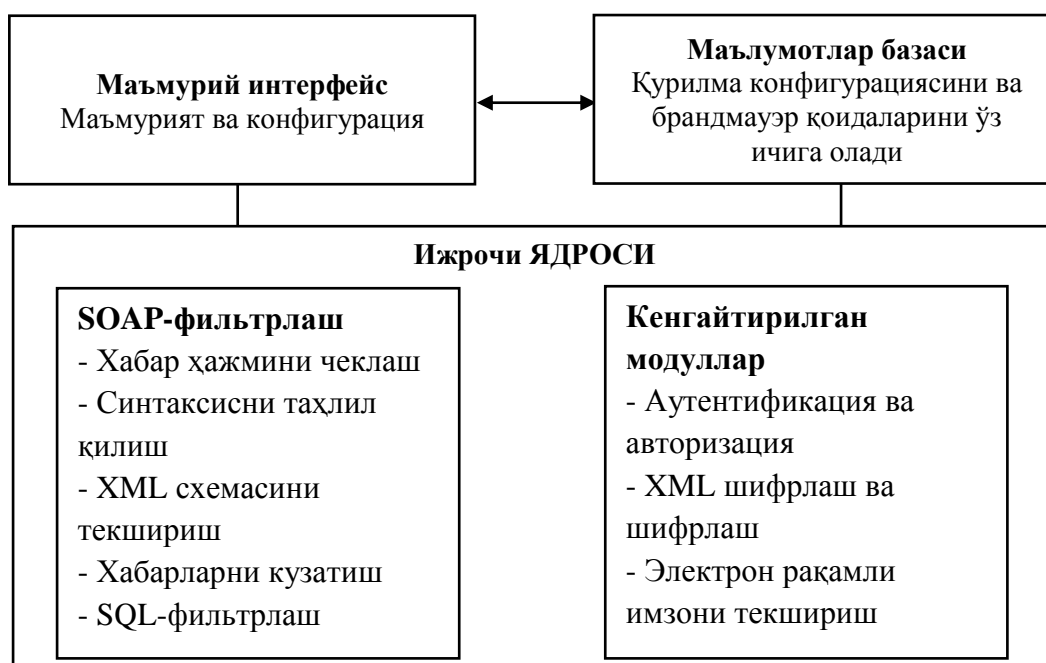 Маъмурий интерфейс
Маъмурият ва конфигурация
Маълумотлар базаси
Қурилма конфигурациясини ва
брандмауэр қоидаларини ўз
ичига олади
Ижрочи ЯДРОСИ
SOAP-фильтрлаш
- Хабар ҳажмини чеклаш
- Синтаксисни таҳлил
қилиш
- XML схемасини
текшириш
- Хабарларни кузатиш
- SQL-фильтрлаш
Кенгайтирилган
модуллар
- Аутентификация ва
авторизация
- XML шифрлаш ва
шифрлаш
- Электрон рақамли
имзони текшириш